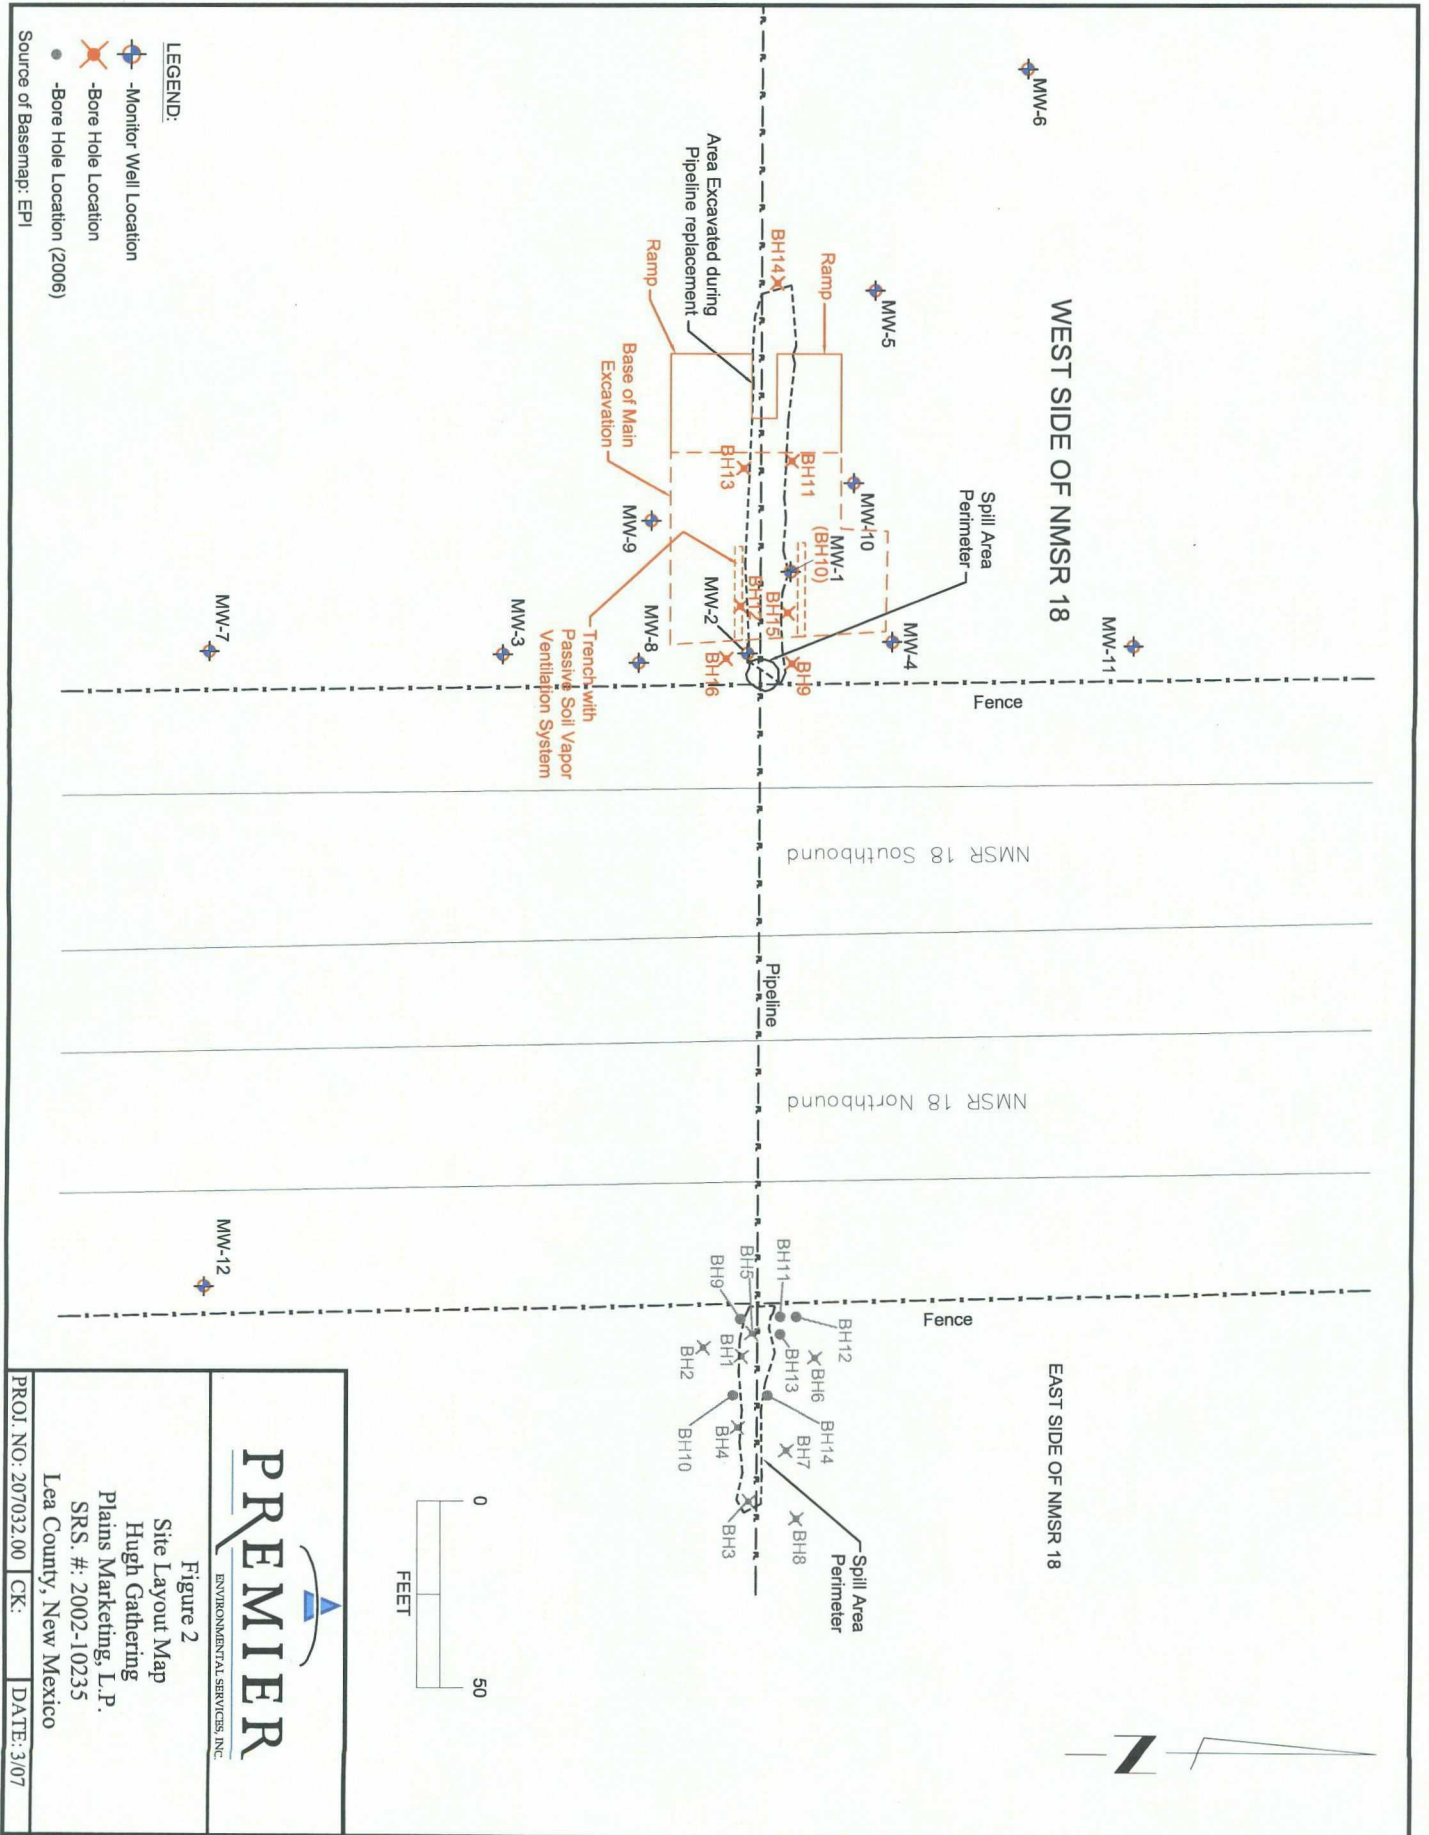 WEST SIDE OF NMSR 18
EAST SIDE OF NMSR 18
MW-6
MW-5
MW-11
MW-4
MW-10
MW-1
(BH10)
Spill Area
Perimeter
Ramp
BH14
BH11
BH15
BH9
Area Excavated during
Pipeline replacement
Ramp
BH13
BH12
MW-2
BH16
Base of Main
Excavation
MW-9
MW-8
Trench with
Passive Soil Vapor
Ventilation System
MW-3
MW-7
Fence
NMSR 18 Southbound
Pipeline
NMSR 18 Northbound
Fence
MW-12
BH12
BH6
BH14
BH7
BH8
BH11
BH13
BH5
BH9
BH1
BH2
BH4
BH10
BH3
Spill Area
Perimeter
N
LEGEND:
-Monitor Well Location
-Bore Hole Location
-Bore Hole Location (2006)
Source of Basemap: EPI
0 50
FEET
PREMIER
ENVIRONMENTAL SERVICES, INC.
Figure 2
Site Layout Map
Hugh Gathering
Plains Marketing, L.P.
SRS. #: 2002-10235
Lea County, New Mexico
PROJ. NO: 207032.00 CK: DATE: 3/07